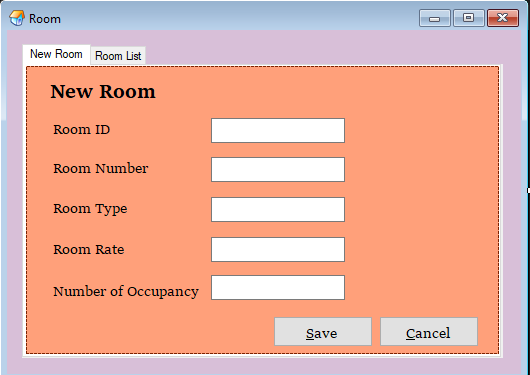 Room
New Room Room List
New Room
Room ID
Room Number
Room Type
Room Rate
Number of Occupancy
Save Cancel